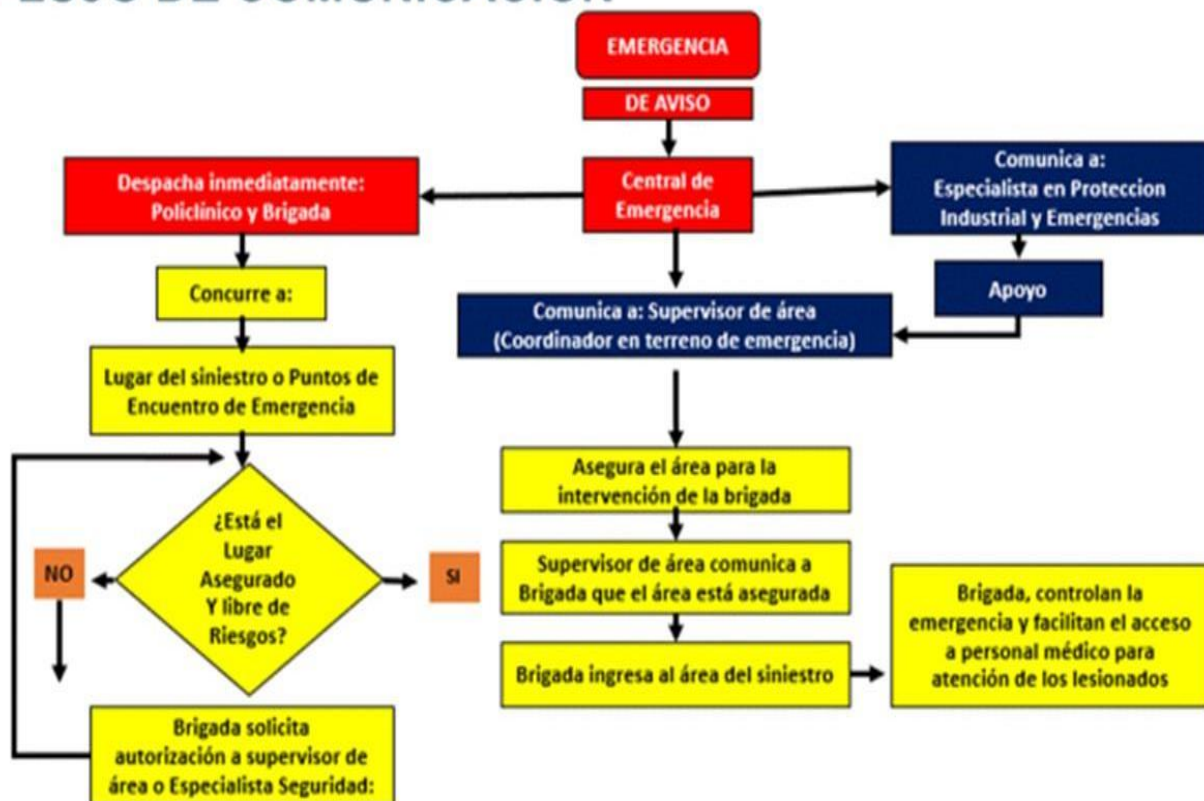 EMERGENCIA
DE AVISO
Central de
Emergencia
Despacha inmediatamente:
Policlínico y Brigada
Comunica a:
Especialista en Proteccion
Industrial y Emergencias
Concurre a:
Apoyo
Comunica a: Supervisor de área
(Coordinador en terreno de emergencia)
Lugar del siniestro o Puntos de
Encuentro de Emergencia
¿Está el
Lugar
Asegurado
Y libre de
Riesgos?
NO
SI
Brigada solicita
autorización a supervisor de
área o Especialista Seguridad:
Asegura el área para la
intervención de la brigada
Supervisor de área comunica a
Brigada que el área está asegurada
Brigada ingresa al área del siniestro
Brigada, controlan la
emergencia y facilitan el acceso
a personal médico para
atención de los lesionados